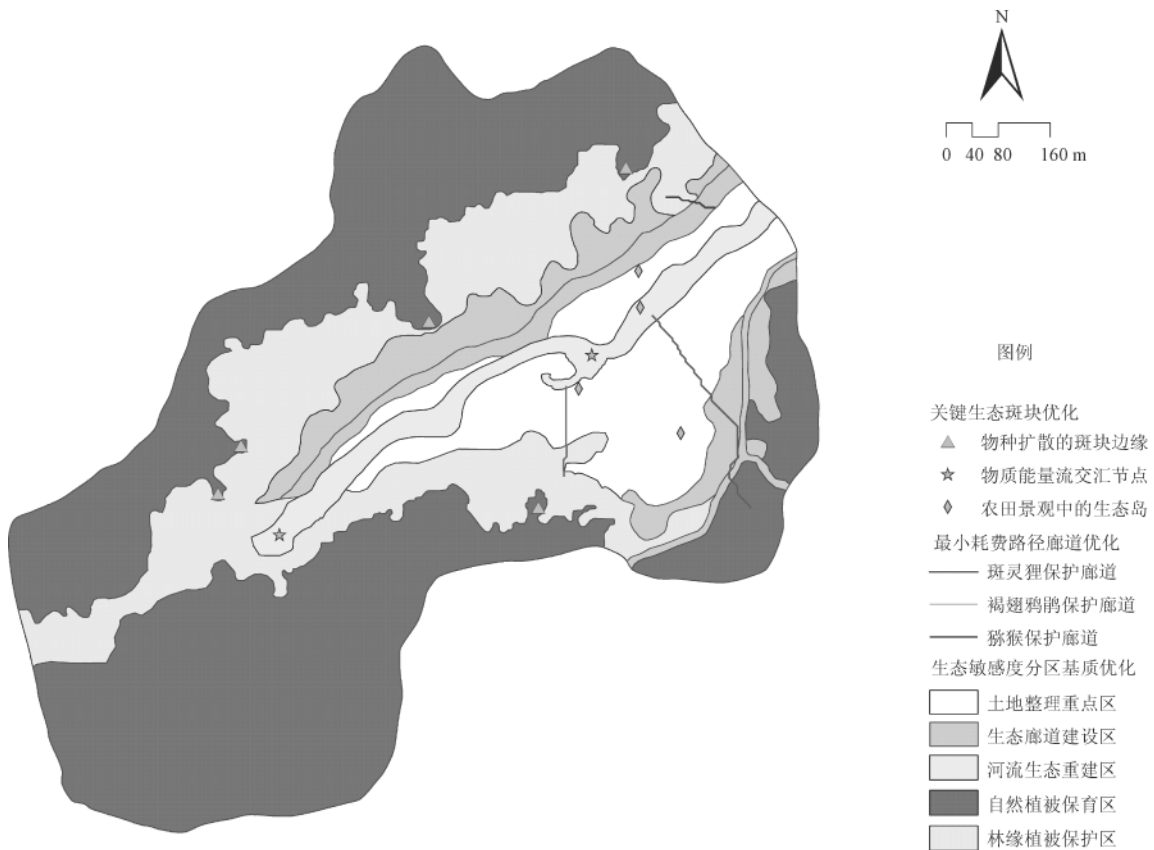 N
0 40 80 160 m
图例
关键生态斑块优化
物种扩散的斑块边缘
物质能量流交汇节点
农田景观中的生态岛
最小耗费路径廊道优化
斑灵狸保护廊道
褐翅鸦鹃保护廊道
猕猴保护廊道
生态敏感度分区基质优化
土地整理重点区
生态廊道建设区
河流生态重建区
自然植被保育区
林缘植被保护区